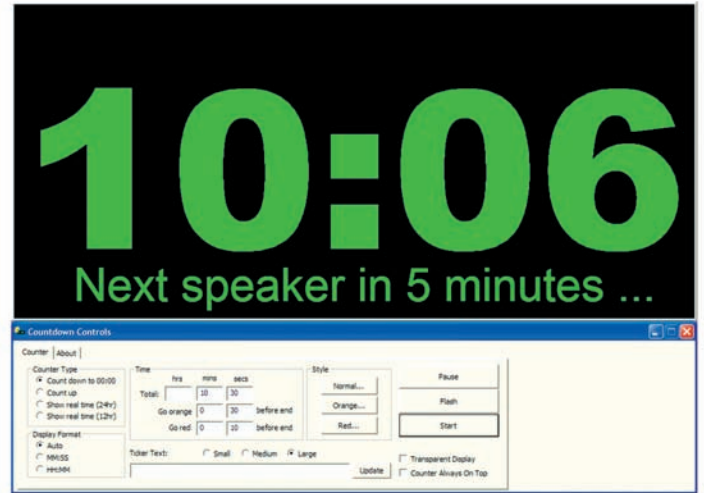 10:06
Next speaker in 5 minutes ...
Countdown Controls
Counter About
Counter Type
Count down to 00:00
Count up
Show real time (24hr)
Show real time (12hr)
Display Format
Auto
MM:SS
HH:MM
Time
hrs mins secs
Total: 10 30
Go orange 0 30 before end
Go red 0 10 before end
Style
Normal...
Orange...
Red...
Pause
Flash
Start
Ticker Text: Small Medium Large
Update
Transparent Display
Counter Always On Top